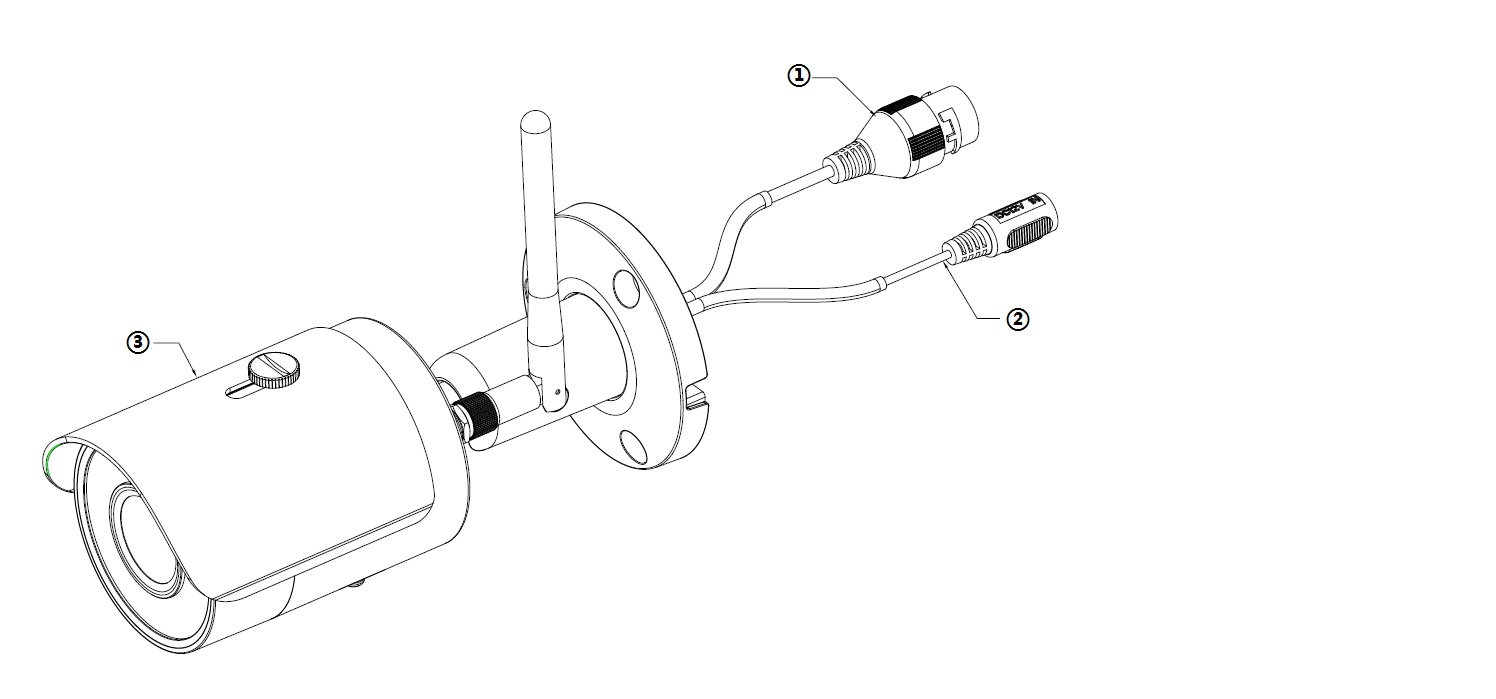 ①
②
③